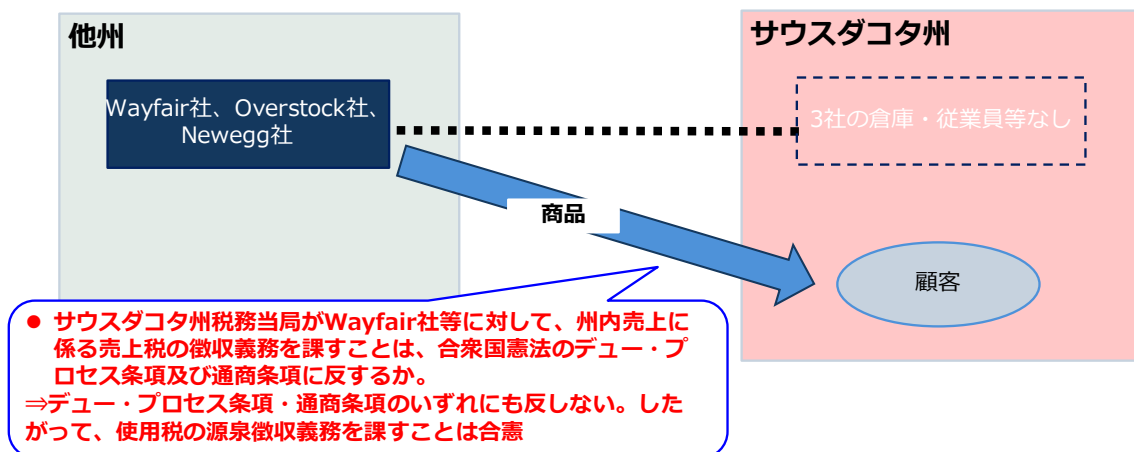 他州
サウスダコタ州
Wayfair社、Overstock社、
Newegg社
3社の倉庫・従業員等なし
商品
顧客
● サウスダコタ州税務当局がWayfair社等に対して、州内売上に
係る売上税の徴収義務を課すことは、合衆国憲法のデュー・プ
ロセス条項及び通商条項に反するか。
⇒デュー・プロセス条項・通商条項のいずれにも反しない。した
がって、使用税の源泉徴収義務を課すことは合憲